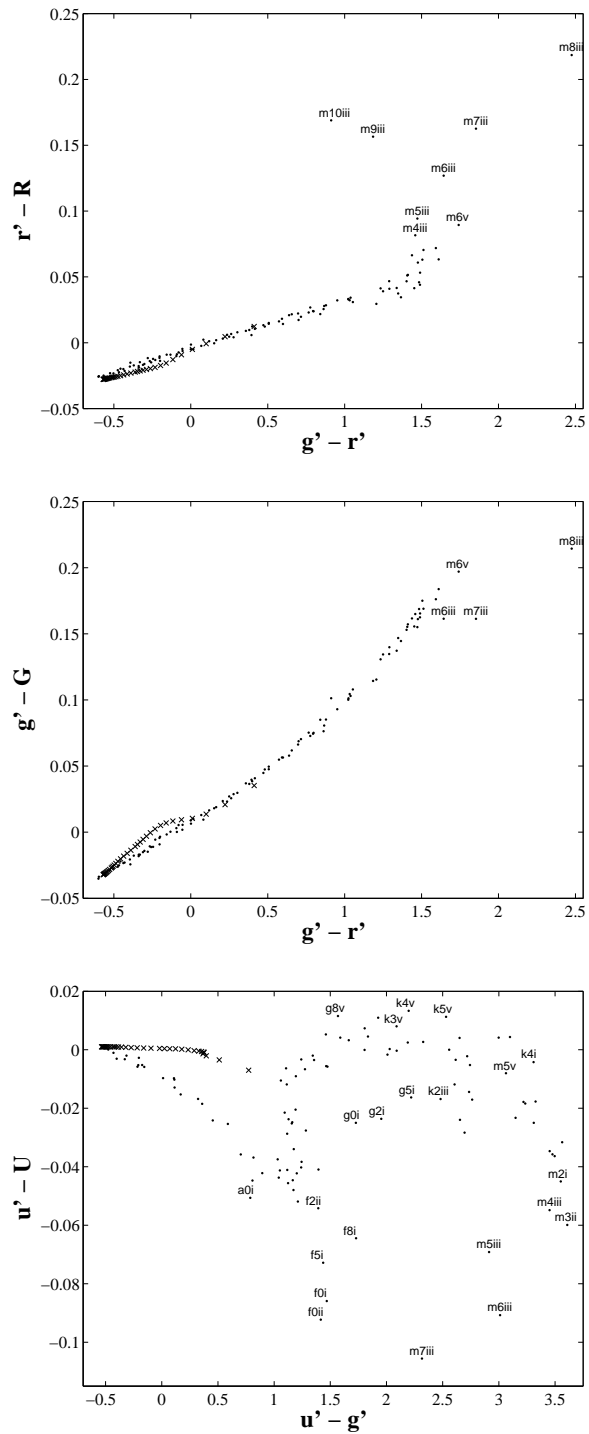 0.25
m8iii
0.2
m10iii
m7iii
m9iii
0.15
m6iii
r' – R
0.1
m5iii
m6v
m4iii
0.05
0
−0.05
−0.5 0 0.5 1 1.5 2 2.5
g' – r'
0.25
m8iii
m6v
0.2
m6iii m7iii
0.15
g' – G
0.1
0.05
0
−0.05
−0.5 0 0.5 1 1.5 2 2.5
g' – r'
0.02
g8v k4v k5v
k3v
0
k4i
m5v
g5i k2iii
−0.02
g0i g2i
u' – U
−0.04
m2i
a0i
f2ii m4iii
m3ii
−0.06
f8i
m5iii
f5i
−0.08
f0i
m6iii
f0ii
−0.1
m7iii
−0.5 0 0.5 1 1.5 2 2.5 3 3.5
u' – g'